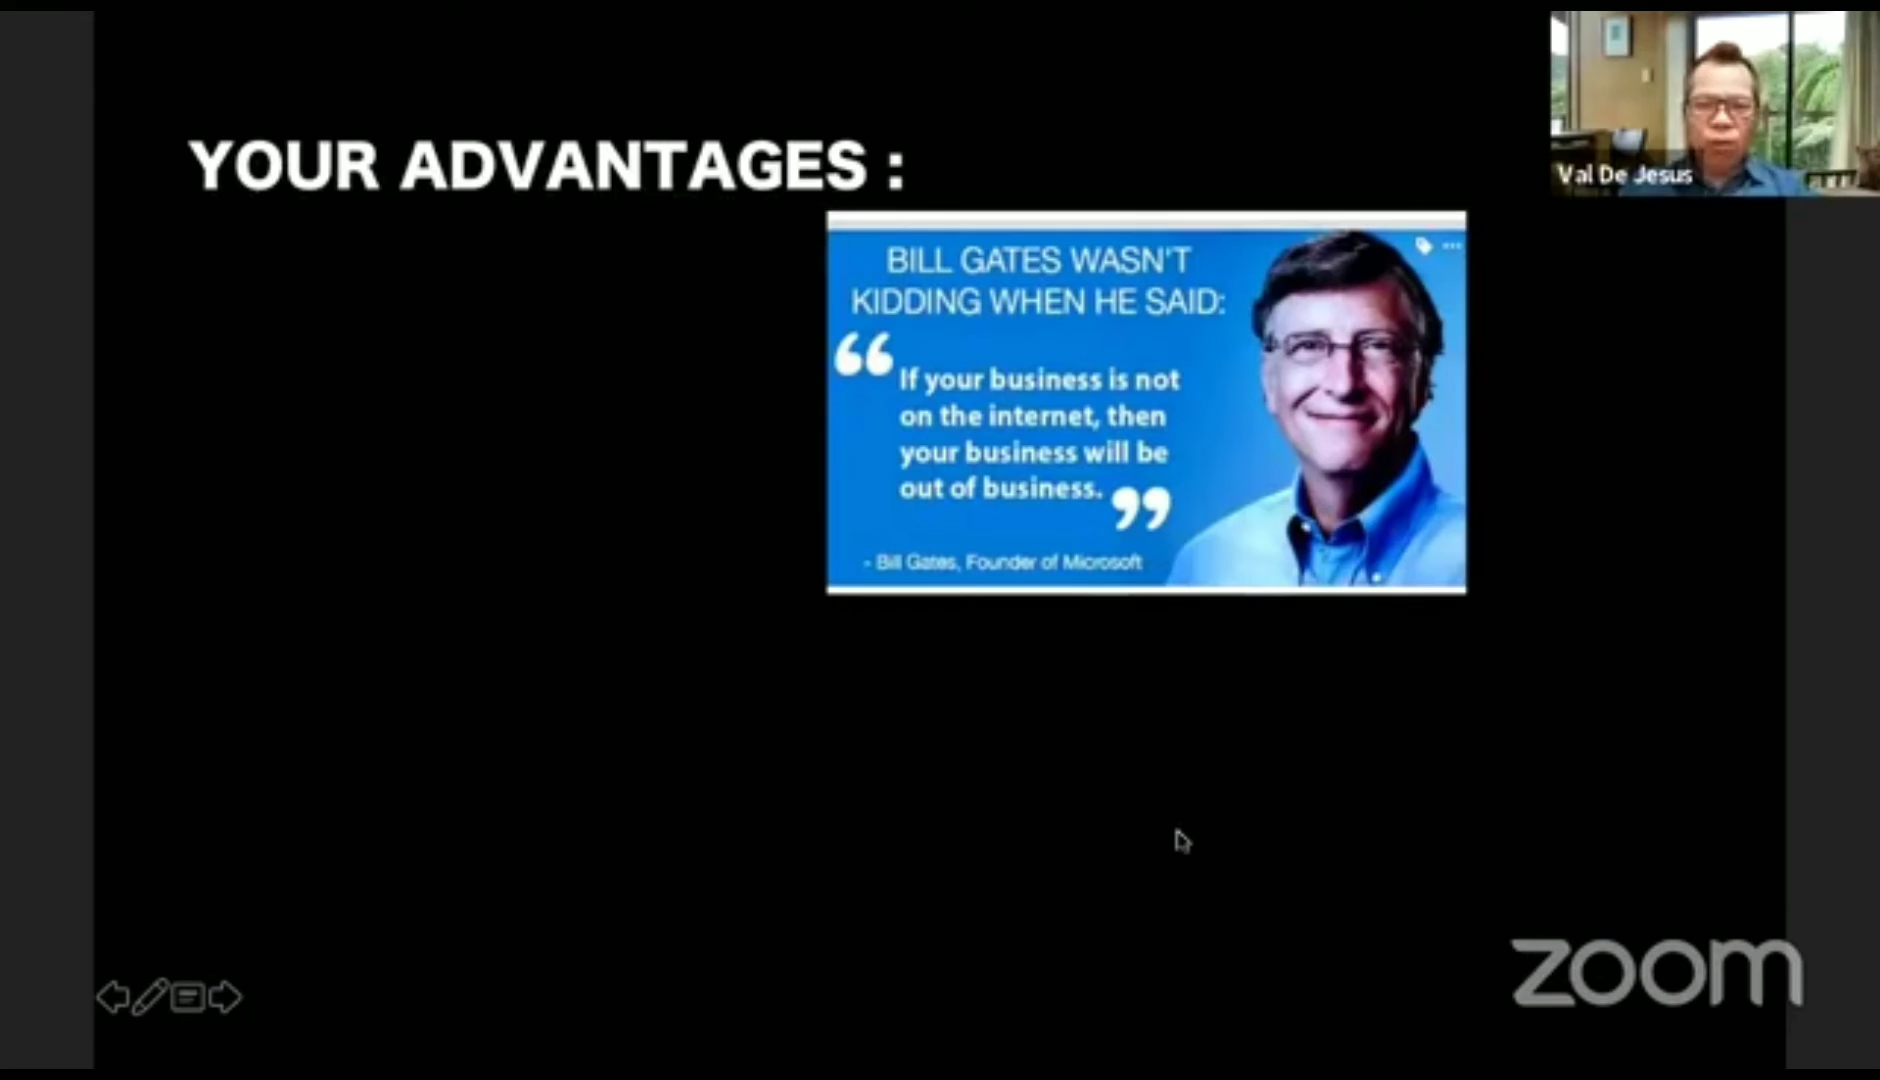 YOUR ADVANTAGES :
Val De Jesus
BILL GATES WASN'T
KIDDING WHEN HE SAID:
“ If your business is not
on the internet, then
your business will be
out of business. ”
- Bill Gates, Founder of Microsoft
zoom